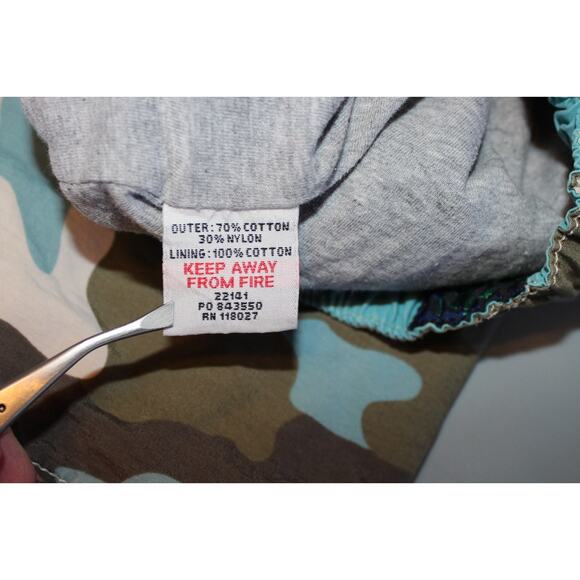 OUTER: 70% COTTON
30% NYLON
LINING: 100% COTTON
KEEP AWAY
FROM FIRE
22141
PO 843550
RN 118027